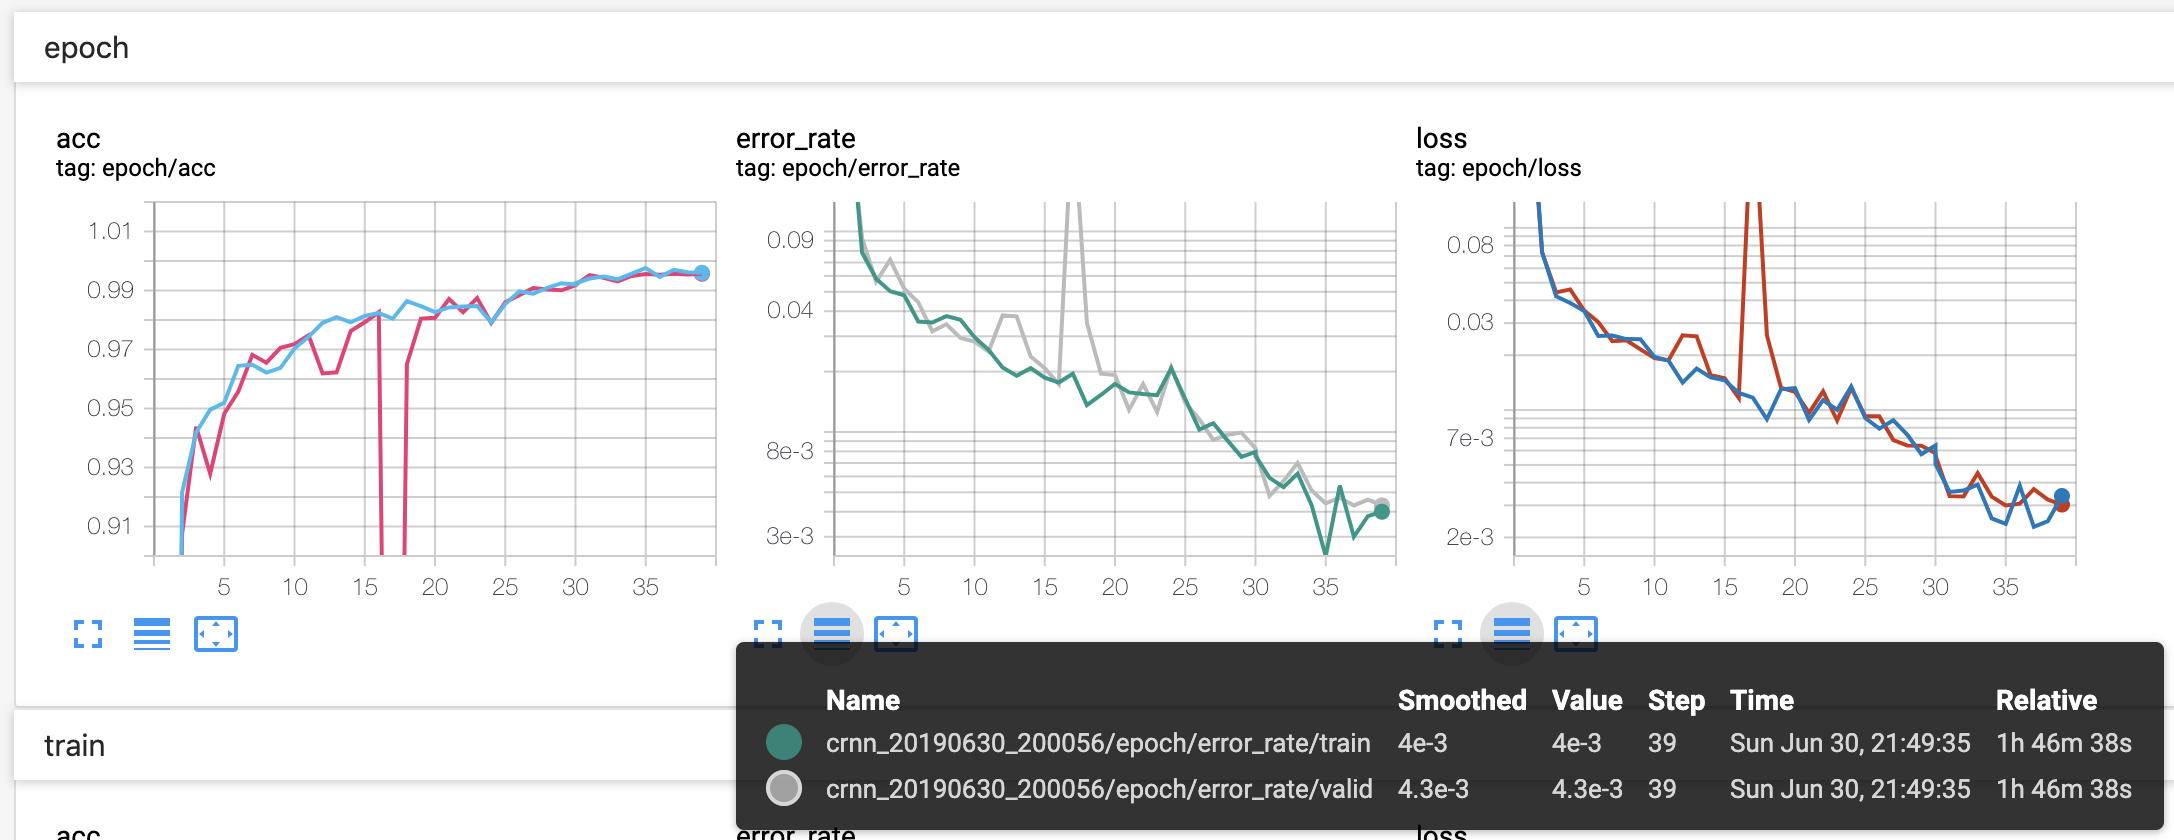 epoch
acc
tag: epoch/acc
1.01
0.99
0.97
0.95
0.93
0.91
5 10 15 20 25 30 35
error_rate
tag: epoch/error_rate
0.09
0.04
8e-3
3e-3
5 10 15 20 25 30 35
loss
tag: epoch/loss
0.08
0.03
7e-3
2e-3
5 10 15 20 25 30 35
Name Smoothed Value Step Time Relative
crnn_20190630_200056/epoch/error_rate/train 4e-3 4e-3 39 Sun Jun 30, 21:49:35 1h 46m 38s
crnn_20190630_200056/epoch/error_rate/valid 4.3e-3 4.3e-3 39 Sun Jun 30, 21:49:35 1h 46m 38s
train
acc error_rate loss